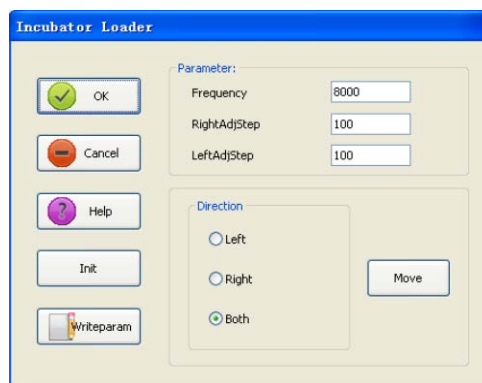 Incubator Loader
OK
Cancel
Help
Init
Writeparam
Parameter:
Frequency 8000
RightAdjStep 100
LeftAdjStep 100
Direction
Left
Right
Both
Move